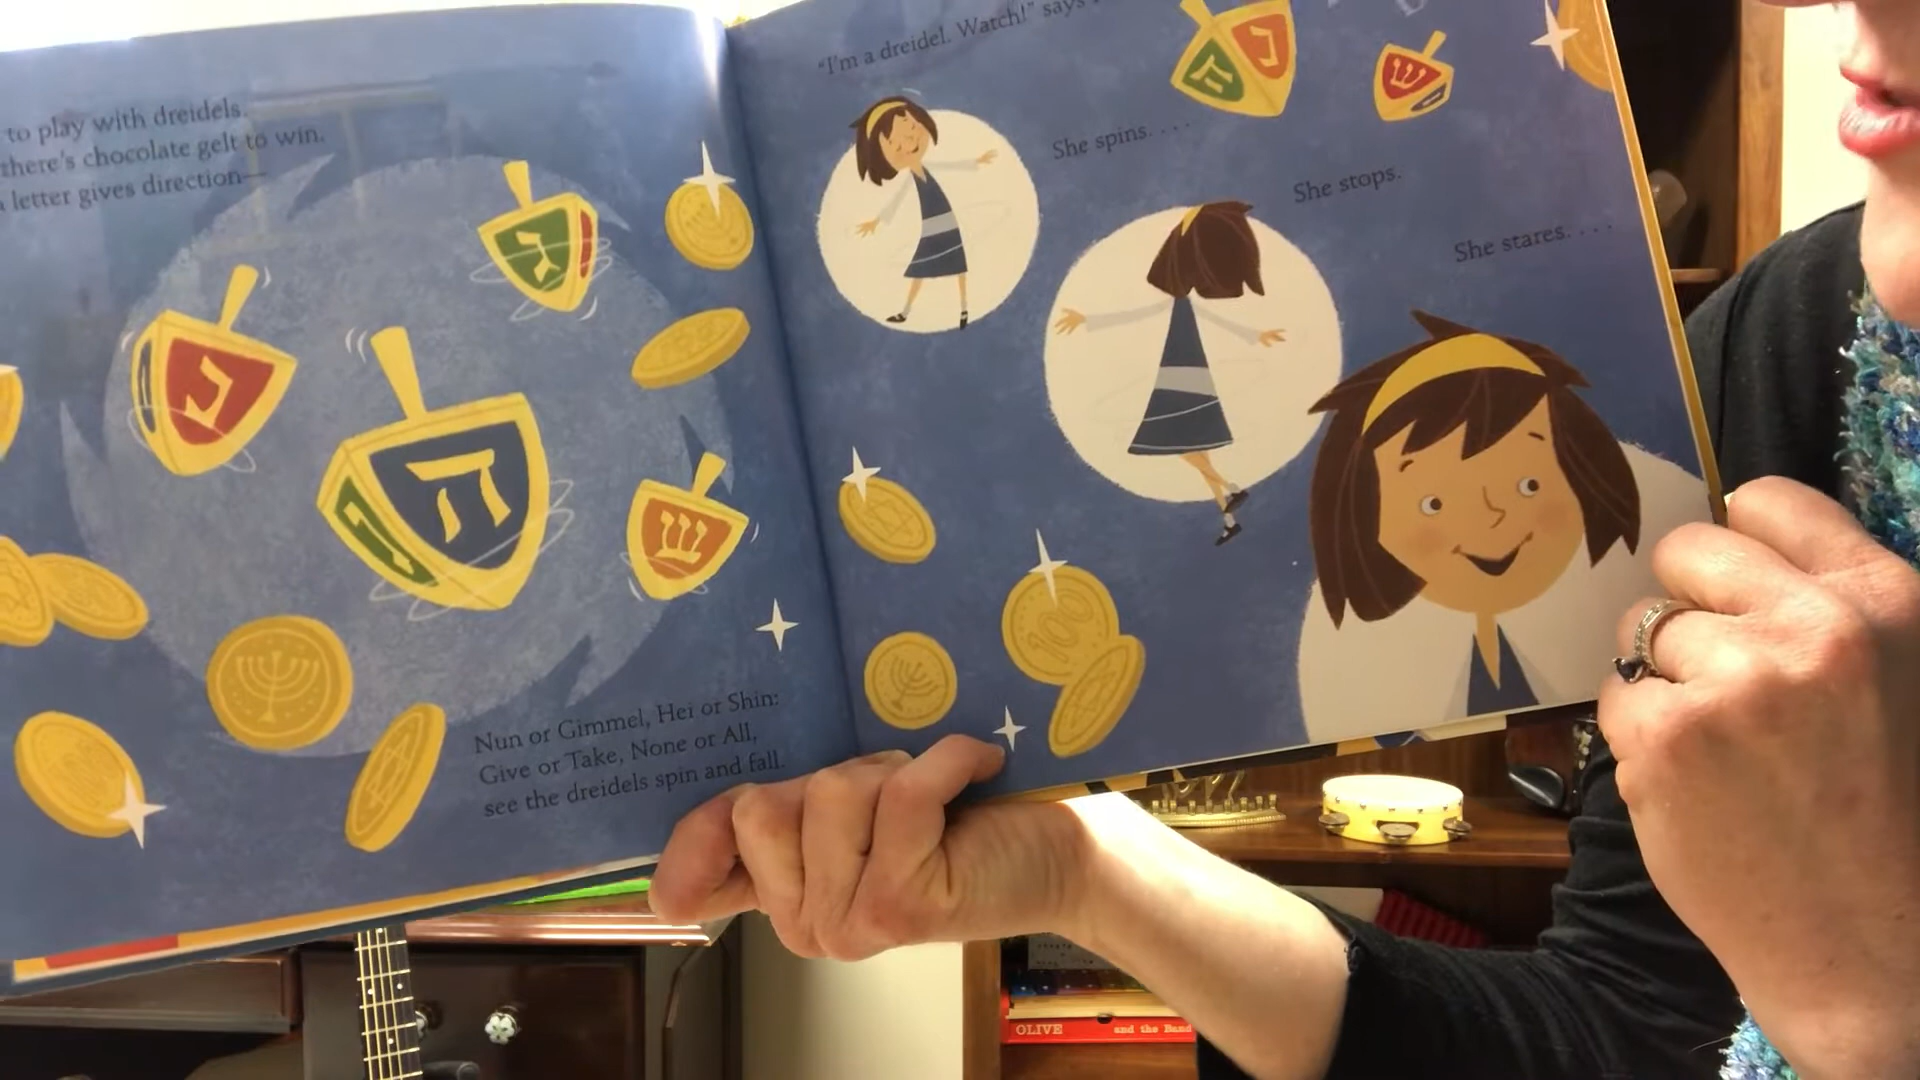 to play with dreidels.
there's chocolate gelt to win.
a letter gives direction—
נ
ג
ה
ג
ש
Nun or Gimmel, Hei or Shin:
Give or Take, None or All,
see the dreidels spin and fall.
"I'm a dreidel. Watch!" says
She spins. . . .
She stops.
She stares. . . .
נ
ש
100
OLIVE and the Band